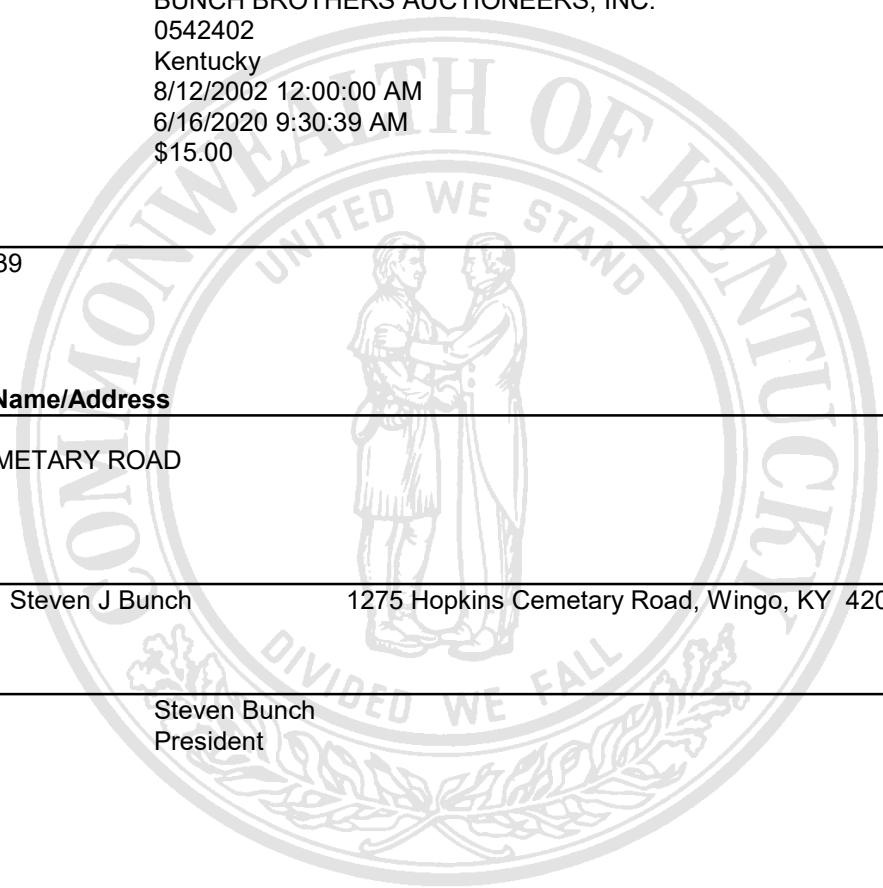 BUNCH BROTHERS AUCTIONEERS, INC.
0542402
Kentucky
8/12/2002 12:00:00 AM
6/16/2020 9:30:39 AM
$15.00
39
Name/Address
METARY ROAD
Steven J Bunch 1275 Hopkins Cemetary Road, Wingo, KY 420
Steven Bunch
President
COMMONWEALTH OF KENTUCKY
UNITED WE STAND
DIVIDED WE FALL